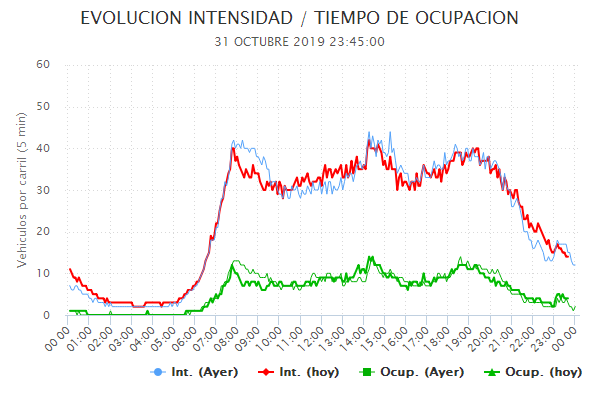 EVOLUCION INTENSIDAD / TIEMPO DE OCUPACION
31 OCTUBRE 2019 23:45:00
Vehiculos por carril (5 min)
60
50
40
30
20
10
0
00:00 01:00 02:00 03:00 04:00 05:00 06:00 07:00 08:00 09:00 10:00 11:00 12:00 13:00 14:00 15:00 16:00 17:00 18:00 19:00 20:00 21:00 22:00 23:00 00:00
Int. (Ayer) Int. (hoy) Ocup. (Ayer) Ocup. (hoy)